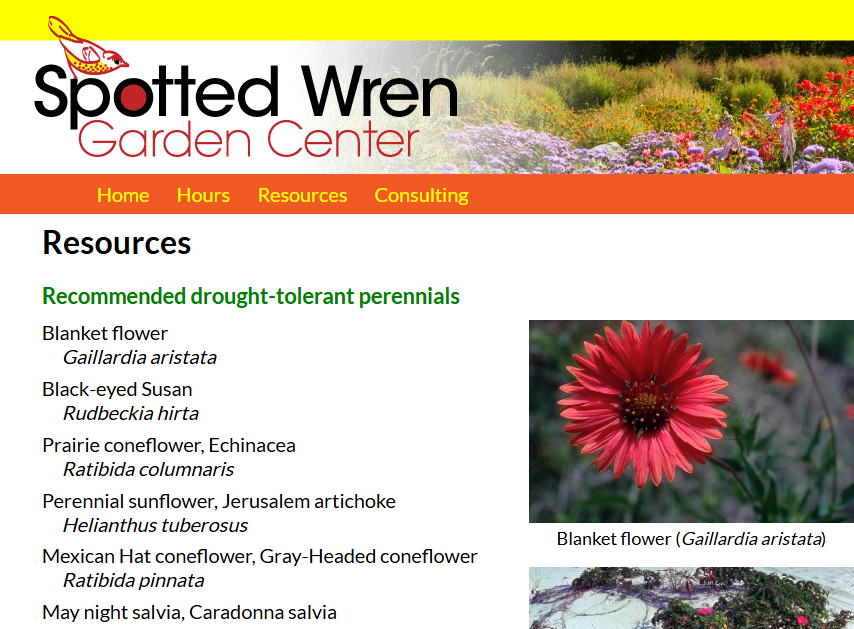 Spotted Wren
Garden Center
Home Hours Resources Consulting
Resources
Recommended drought-tolerant perennials
Blanket flower
Gaillardia aristata
Black-eyed Susan
Rudbeckia hirta
Prairie coneflower, Echinacea
Ratibida columnaris
Perennial sunflower, Jerusalem artichoke
Helianthus tuberosus
Mexican Hat coneflower, Gray-Headed coneflower
Ratibida pinnata
May night salvia, Caradonna salvia
Blanket flower (Gaillardia aristata)